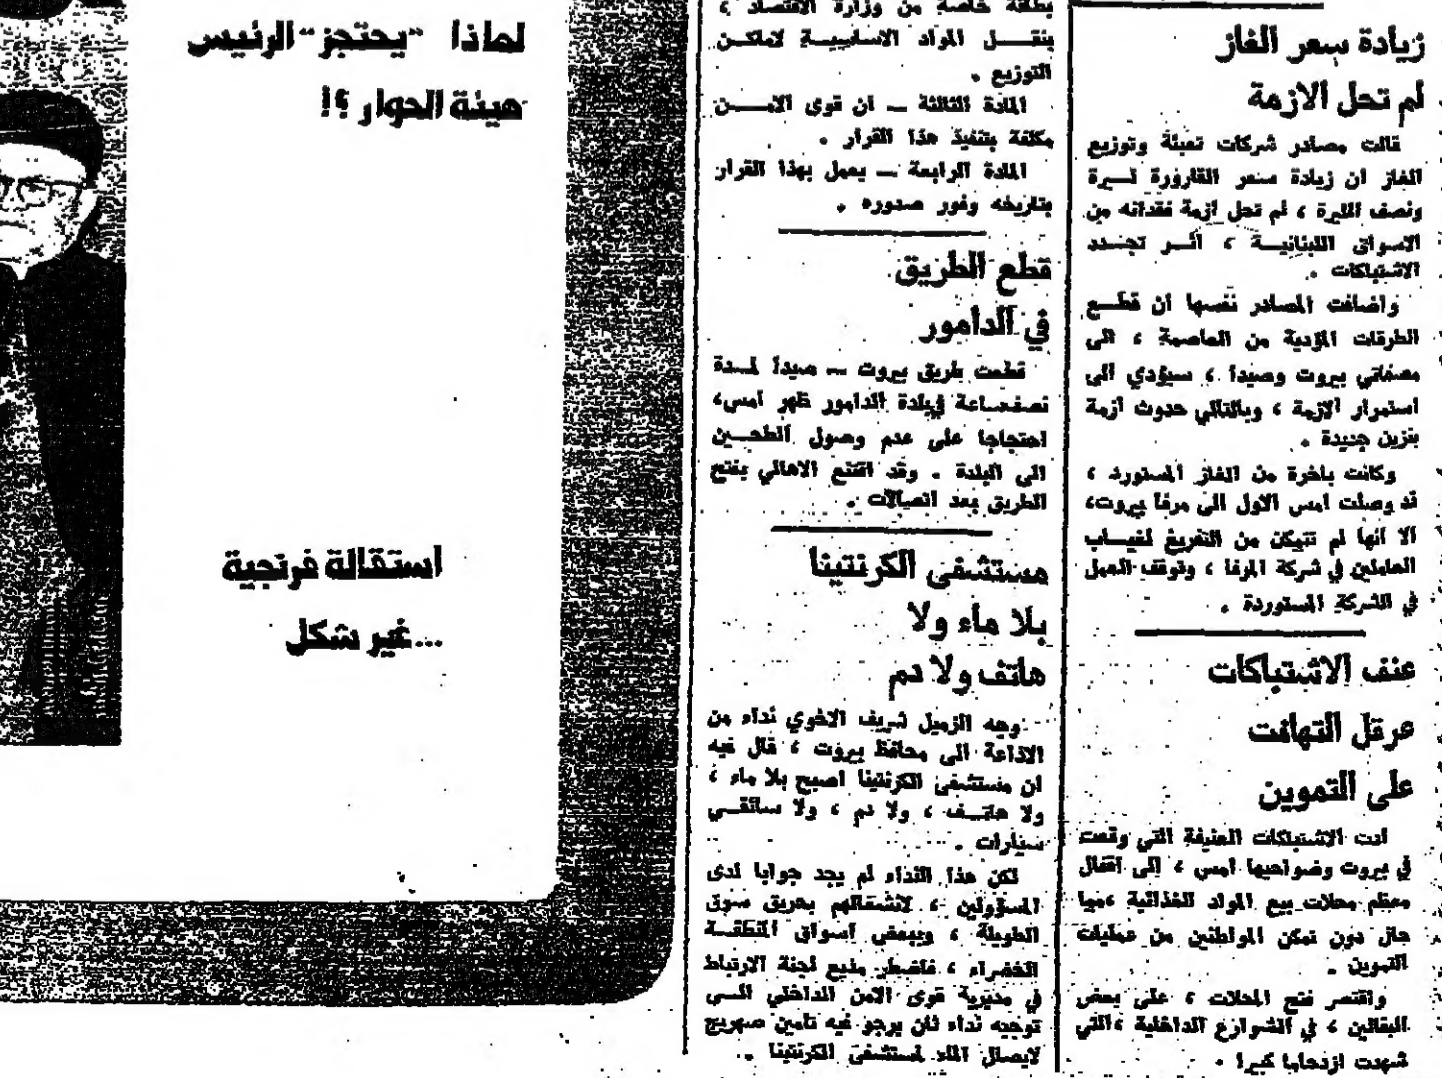 زيادة سعر الغاز
لم تحل الازمة
قالت مصادر شركات تعبئة وتوزيع
الغاز ان زيادة سعر القارورة ليرة
ونصف الليرة ، لم تحل ازمة فقدانه من
الاسواق اللبنانية ، اثر تجدد
الاشتباكات .
واضافت المصادر نفسها ان قطع
الطرقات المؤدية من العاصمة ، الى
مصفاتي بيروت وصيدا ، سيؤدي الى
استمرار الازمة ، وبالتالي حدوث ازمة
بنزين جديدة .
وكانت باخرة من الغاز المستورد ،
قد وصلت امس الاول الى مرفأ بيروت،
الا انها لم تتمكن من التفريغ لغياب
العاملين في شركة المرفأ ، وتوقف العمل
في الشركة المستوردة .
عنف الاشتباكات
عرقل التهافت
على التموين
ادت الاشتباكات العنيفة التي وقعت
في بيروت وضواحيها امس ، إلى اقفال
معظم محلات بيع المواد الغذائية ،مما
حال دون تمكن المواطنين من عمليات
التموين .
واقتصر فتح المحلات ، على بعض
البقالين ، في الشوارع الداخلية ،التي
شهدت ازدحاما كبيرا .
بطاقة خاصة من وزارة الاقتصاد ،
بنقل المواد الاساسية لاماكن
التوزيع .
المادة الثالثة — ان قوى الامن
مكلفة بتنفيذ هذا القرار .
المادة الرابعة — يعمل بهذا القرار
بتاريخه وفور صدوره .
قطع الطريق
في الدامور
قطعت طريق بيروت — صيدا لمدة
نصفساعة فيبلدة الدامور ظهر امس،
احتجاجا على عدم وصول الطحين
الى البلدة . وقد اقتنع الاهالي بفتح
الطريق بعد اتصالات .
مستشفى الكرنتينا
بلا ماء ولا
هاتف ولا دم
وجه الزميل شريف الاخوي نداء من
الاذاعة الى محافظ بيروت ، قال فيه
ان مستشفى الكرنتينا اصبح بلا ماء ،
ولا هاتف ، ولا دم ، ولا سائقي
سيارات .
لكن هذا النداء لم يجد جوابا لدى
المسؤولين ، لانشغالهم بحريق سوق
الطويلة ، وببعض اسواق المنطقة
الخضراء ، فاضطر مذيع لجنة الارتباط
في مديرية قوى الامن الداخلي الى
توجيه نداء ثان يرجو فيه تامين صهريج
لايصال الماء لمستشفى الكرنتينا .
لماذا "يحتجز" الرئيس
هيئة الحوار ؟!
استقالة فرنجية
...غير شكل